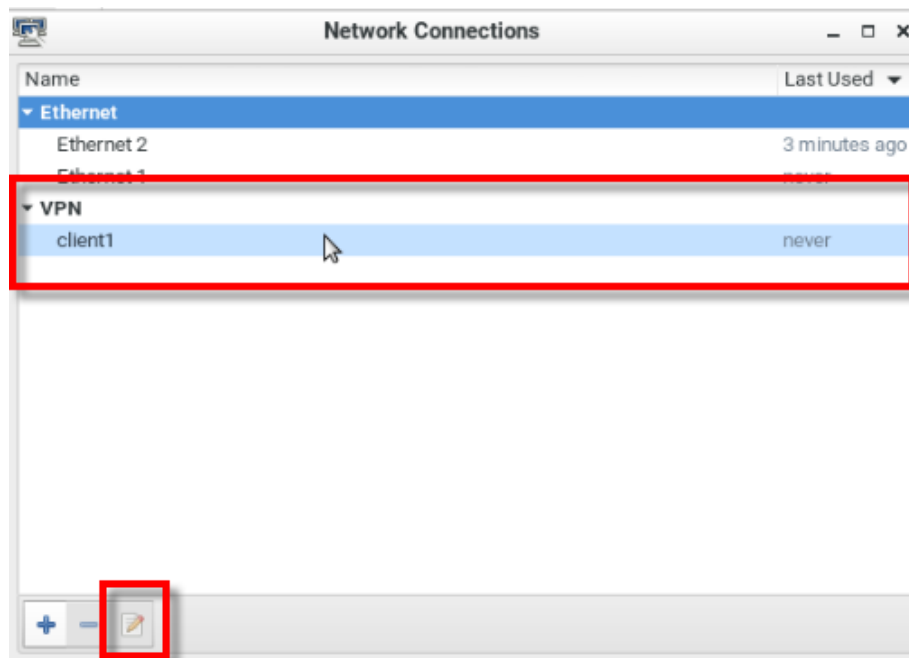 Network Connections
Name Last Used
Ethernet
Ethernet 2 3 minutes ago
Ethernet 1 never
VPN
client1 never